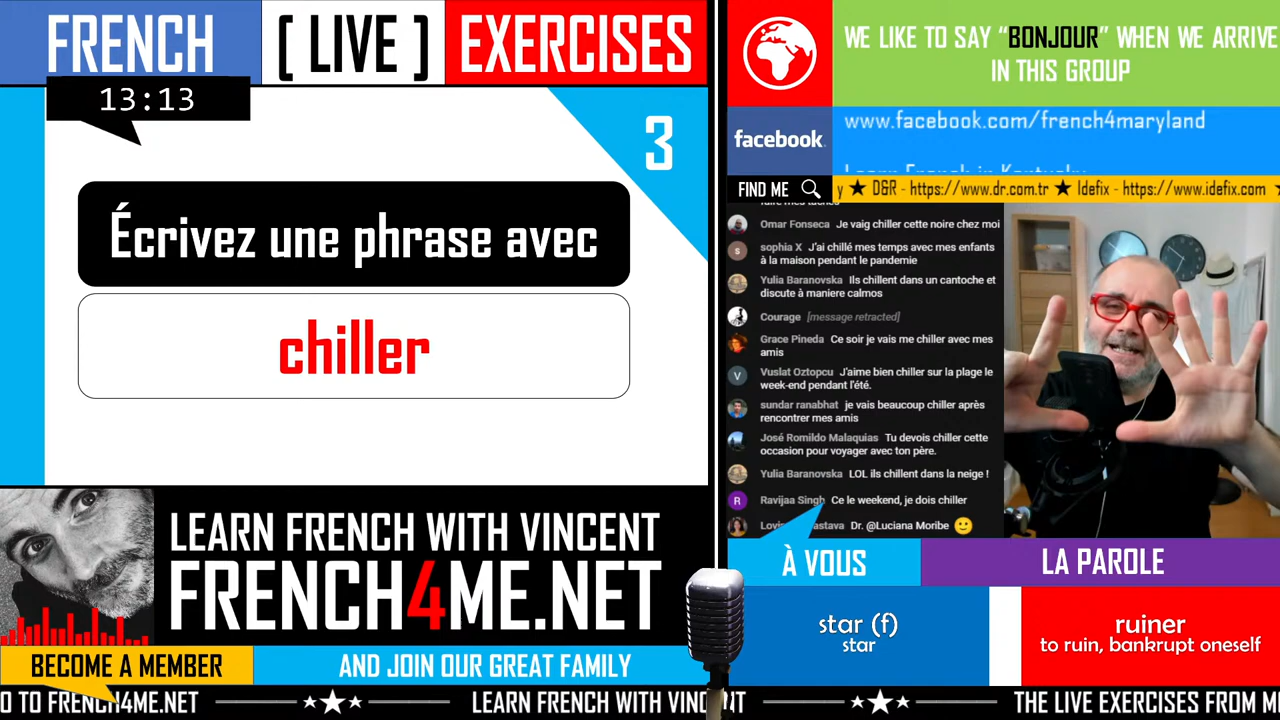 FRENCH [ LIVE ] EXERCISES
13:13
3
Écrivez une phrase avec
chiller
LEARN FRENCH WITH VINCENT
FRENCH4ME.NET
BECOME A MEMBER
AND JOIN OUR GREAT FAMILY
WE LIKE TO SAY “BONJOUR” WHEN WE ARRIVE
IN THIS GROUP
facebook.
www.facebook.com/french4maryland
Learn French in Kentucky
FIND ME
y ★ D&R - https://www.dr.com.tr ★ Idefix - https://www.idefix.com ★
faire mes taches
Omar Fonseca Je vaig chiller cette noire chez moi
sophia X J'ai chillé mes temps avec mes enfants
à la maison pendant le pandemie
Yulia Baranovska Ils chillent dans un cantoche et
discute à maniere calmos
Courage [message retracted]
Grace Pineda Ce soir je vais me chiller avec mes
amis
Vuslat Oztopcu J'aime bien chiller sur la plage le
week-end pendant l'été.
sundar ranabhat je vais beaucoup chiller après
rencontrer mes amis
José Romildo Malaquias Tu devois chiller cette
occasion pour voyager avec ton père.
Yulia Baranovska LOL ils chillent dans la neige !
Ravijaa Singh Ce le weekend, je dois chiller
Dr. @Luciana Moribe 🙂
À VOUS
LA PAROLE
star (f)
star
ruiner
to ruin, bankrupt oneself
O TO FRENCH4ME.NET ★ LEARN FRENCH WITH VINCENT ★ THE LIVE EXERCISES FROM MO